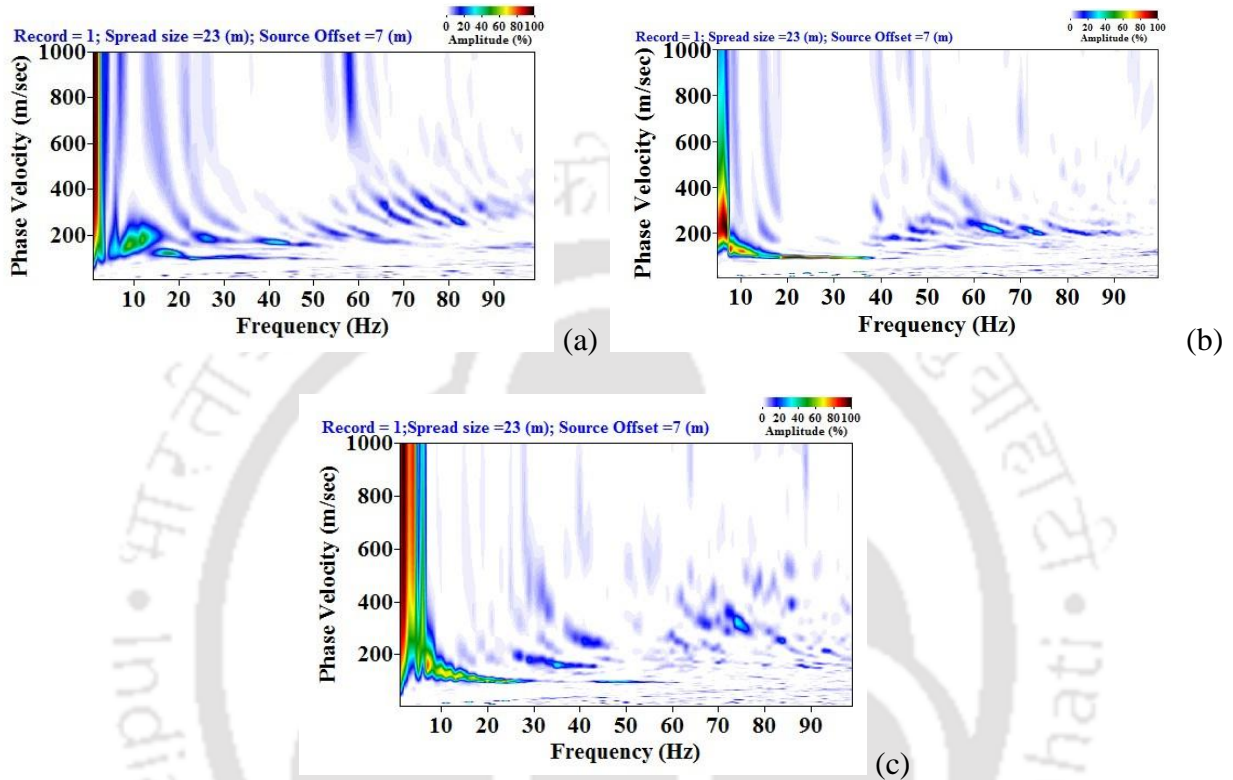 0 20 40 60 80 100
Amplitude (%)
Record = 1; Spread size =23 (m); Source Offset =7 (m)
1000
800
600
400
200
Phase Velocity (m/sec)
10 20 30 40 50 60 70 80 90
Frequency (Hz)
(a)
0 20 40 60 80 100
Amplitude (%)
Record = 1; Spread size =23 (m); Source Offset =7 (m)
1000
800
600
400
200
Phase Velocity (m/sec)
10 20 30 40 50 60 70 80 90
Frequency (Hz)
(b)
0 20 40 60 80 100
Amplitude (%)
Record = 1;Spread size =23 (m); Source Offset =7 (m)
1000
800
600
400
200
Phase Velocity (m/sec)
10 20 30 40 50 60 70 80 90
Frequency (Hz)
(c)
Indi
hati